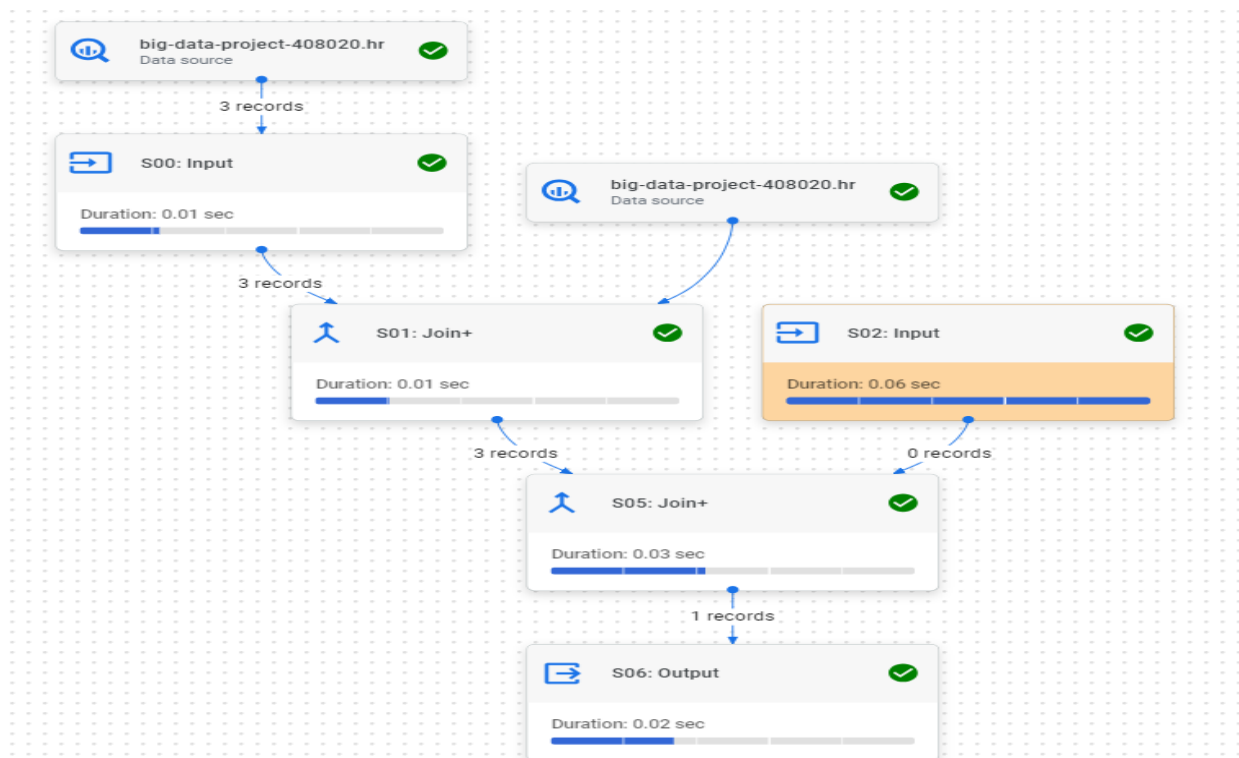 big-data-project-408020.hr
Data source
3 records
S00: Input
Duration: 0.01 sec
big-data-project-408020.hr
Data source
3 records
S01: Join+
Duration: 0.01 sec
S02: Input
Duration: 0.06 sec
3 records
0 records
S05: Join+
Duration: 0.03 sec
1 records
S06: Output
Duration: 0.02 sec